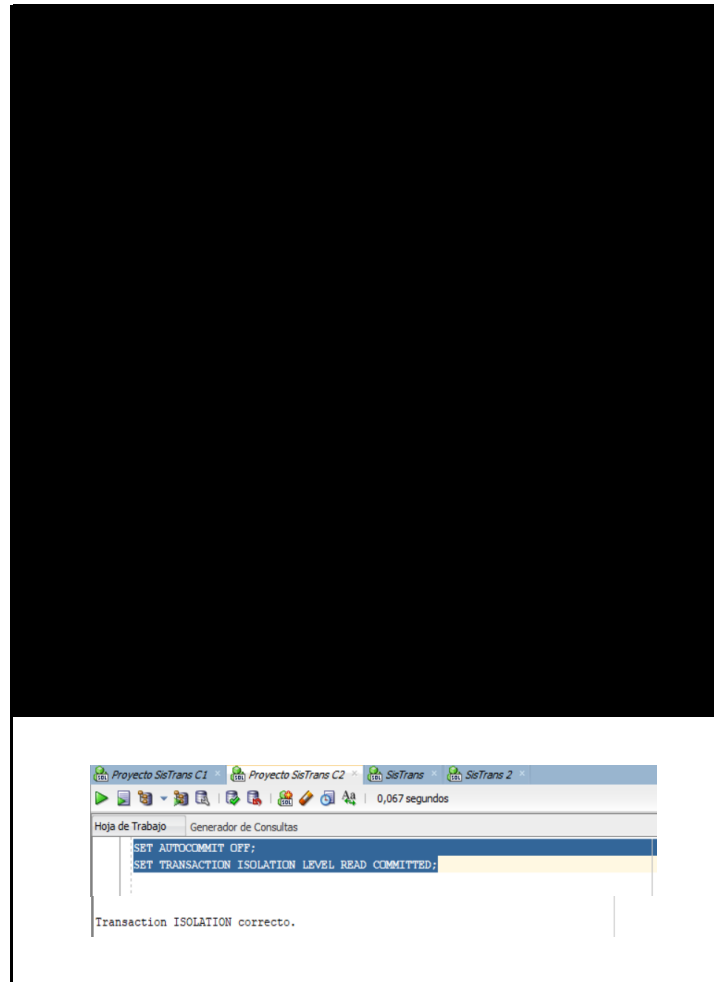 Proyecto SisTrans C1 Proyecto SisTrans C2 SisTrans SisTrans 2
0,067 segundos
Hoja de Trabajo Generador de Consultas
SET AUTOCOMMIT OFF;
SET TRANSACTION ISOLATION LEVEL READ COMMITTED;
Transaction ISOLATION correcto.